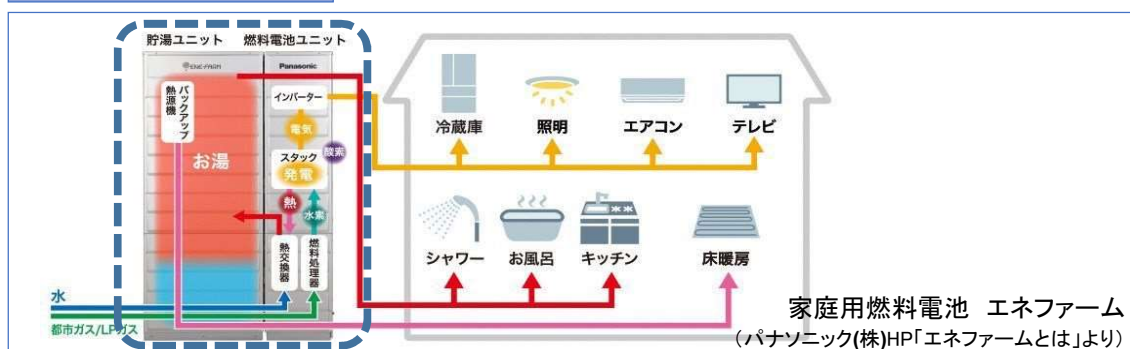 貯湯ユニット 燃料電池ユニット
ENE・FARM
Panasonic
バックアップ
熱源機
インバーター
電気
お湯
スタック
発電
酸素
熱
水素
熱交換器
燃料処理器
水
都市ガス/LPガス
冷蔵庫
照明
エアコン
テレビ
シャワー
お風呂
キッチン
床暖房
家庭用燃料電池 エネファーム
(パナソニック(株)HP「エネファームとは」より)